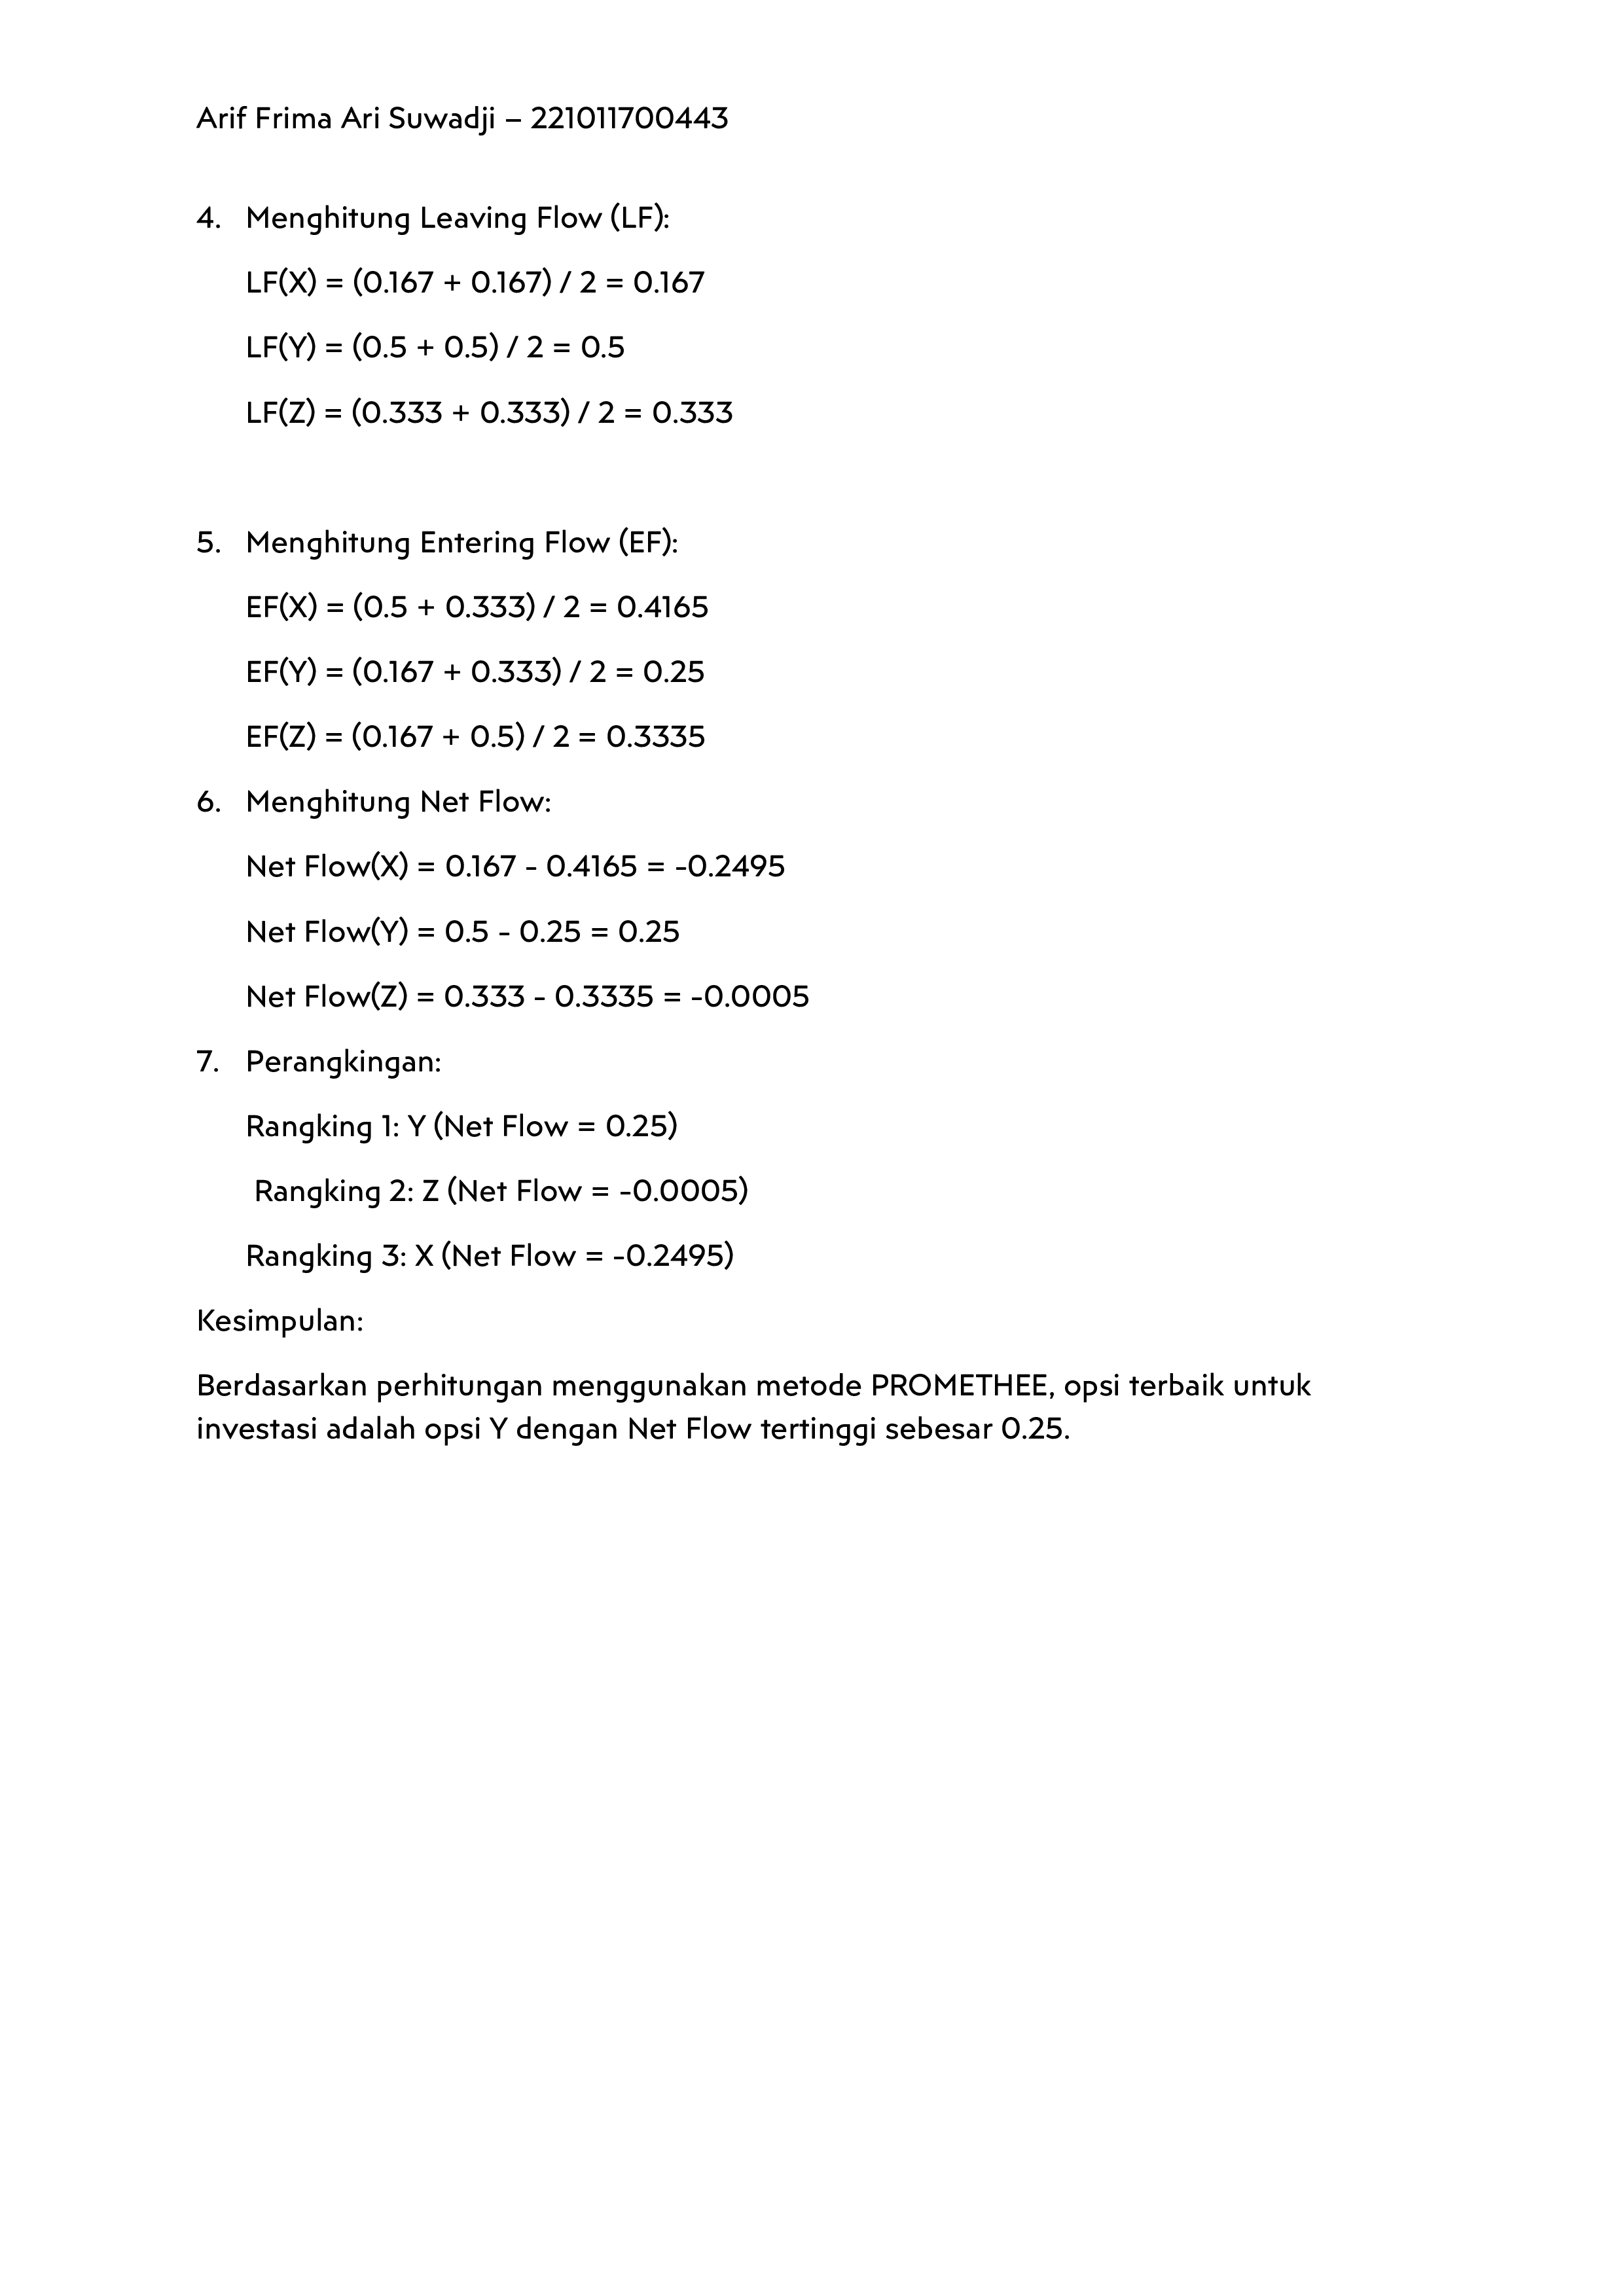 Arif Frima Ari Suwadji – 221011700443
4. Menghitung Leaving Flow (LF):
LF(X) = (0.167 + 0.167) / 2 = 0.167
LF(Y) = (0.5 + 0.5) / 2 = 0.5
LF(Z) = (0.333 + 0.333) / 2 = 0.333
5. Menghitung Entering Flow (EF):
EF(X) = (0.5 + 0.333) / 2 = 0.4165
EF(Y) = (0.167 + 0.333) / 2 = 0.25
EF(Z) = (0.167 + 0.5) / 2 = 0.3335
6. Menghitung Net Flow:
Net Flow(X) = 0.167 - 0.4165 = -0.2495
Net Flow(Y) = 0.5 - 0.25 = 0.25
Net Flow(Z) = 0.333 - 0.3335 = -0.0005
7. Perangkingan:
Rangking 1: Y (Net Flow = 0.25)
Rangking 2: Z (Net Flow = -0.0005)
Rangking 3: X (Net Flow = -0.2495)
Kesimpulan:
Berdasarkan perhitungan menggunakan metode PROMETHEE, opsi terbaik untuk
investasi adalah opsi Y dengan Net Flow tertinggi sebesar 0.25.